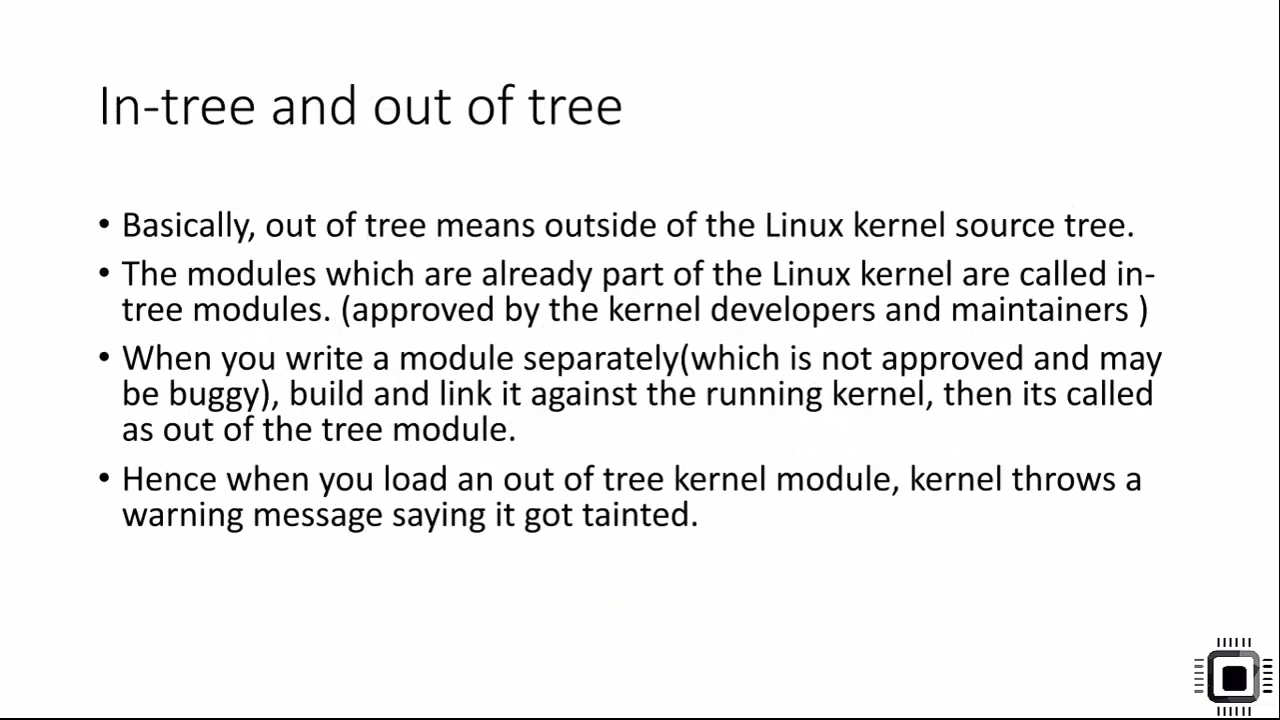 In-tree and out of tree
• Basically, out of tree means outside of the Linux kernel source tree.
• The modules which are already part of the Linux kernel are called in-
tree modules. (approved by the kernel developers and maintainers )
• When you write a module separately(which is not approved and may
be buggy), build and link it against the running kernel, then its called
as out of the tree module.
• Hence when you load an out of tree kernel module, kernel throws a
warning message saying it got tainted.